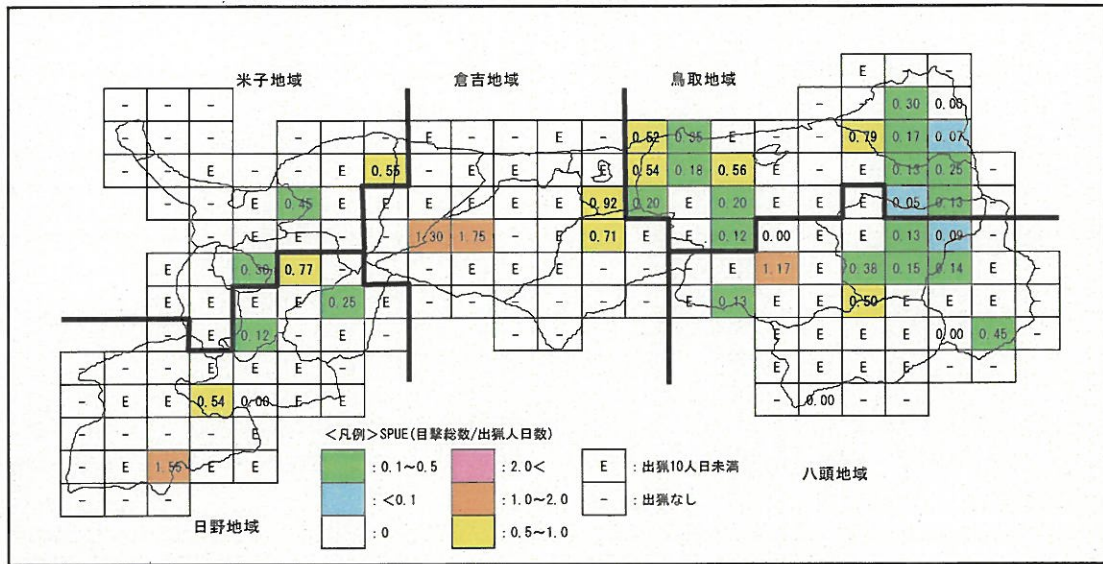 米子地域 倉吉地域 鳥取地域
E - -
- - - - - 0.30 0.00
- - - - - - E - - E - 0.52 0.35 E - - 0.79 0.17 0.07
- - E - - E 0.55 - - - - E 0.54 0.18 0.56 - - - 0.13 0.25 -
- - E 0.45 E E E - - E 0.92 0.20 E 0.20 E E E 0.05 0.13 -
- E E E - - 1.30 1.75 - E 0.71 E E 0.12 0.00 E E 0.13 0.09 -
E - 0.30 0.77 - - E E E E E - - E 1.17 E 0.38 0.15 0.14 E -
E E E E 0.25 E - - - - - - E 0.13 - E 0.50 E E E -
E 0.12 E - E - - - E E E E 0.00 0.45 -
- - - E E E E E E E E - -
- E E 0.54 0.00 E E - 0.00 - -
- - - - E
<凡例>SPUE(目撃総数/出猟人日数)
- E 1.55 E E
:0.1~0.5 :2.0< E :出猟10人日未満
八頭地域
- - -
:<0.1 :1.0~2.0 - :出猟なし
日野地域
:0 :0.5~1.0